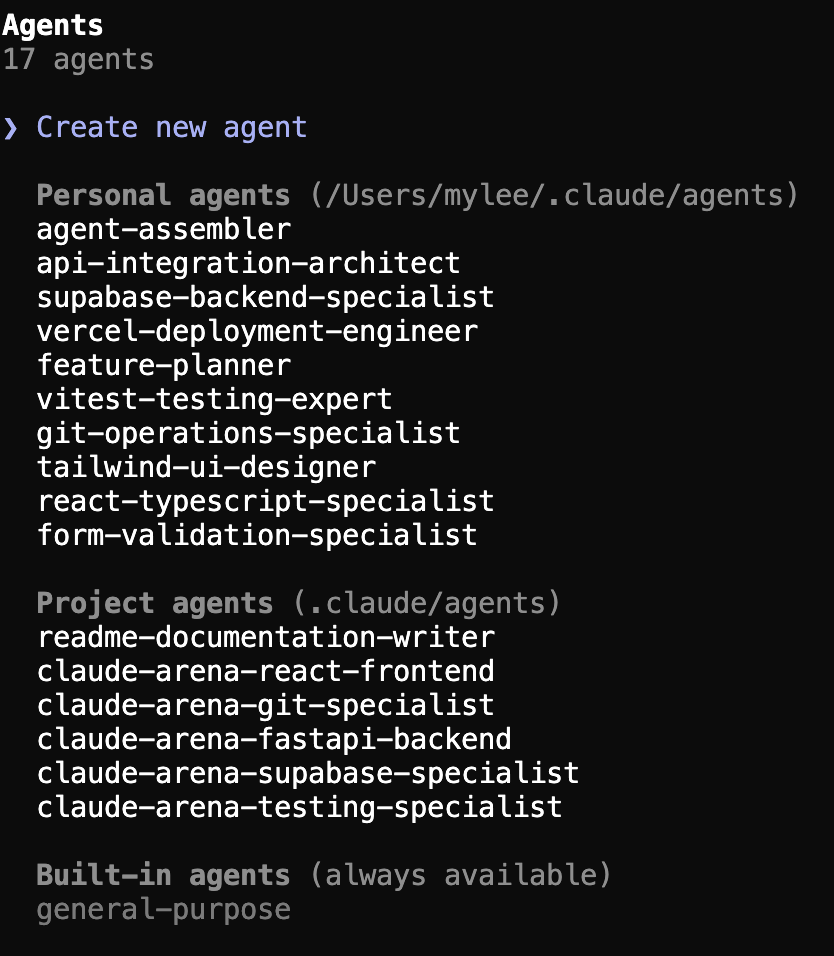 Agents
17 agents
❯ Create new agent
Personal agents (/Users/mylee/.claude/agents)
agent-assembler
api-integration-architect
supabase-backend-specialist
vercel-deployment-engineer
feature-planner
vitest-testing-expert
git-operations-specialist
tailwind-ui-designer
react-typescript-specialist
form-validation-specialist
Project agents (.claude/agents)
readme-documentation-writer
claude-arena-react-frontend
claude-arena-git-specialist
claude-arena-fastapi-backend
claude-arena-supabase-specialist
claude-arena-testing-specialist
Built-in agents (always available)
general-purpose